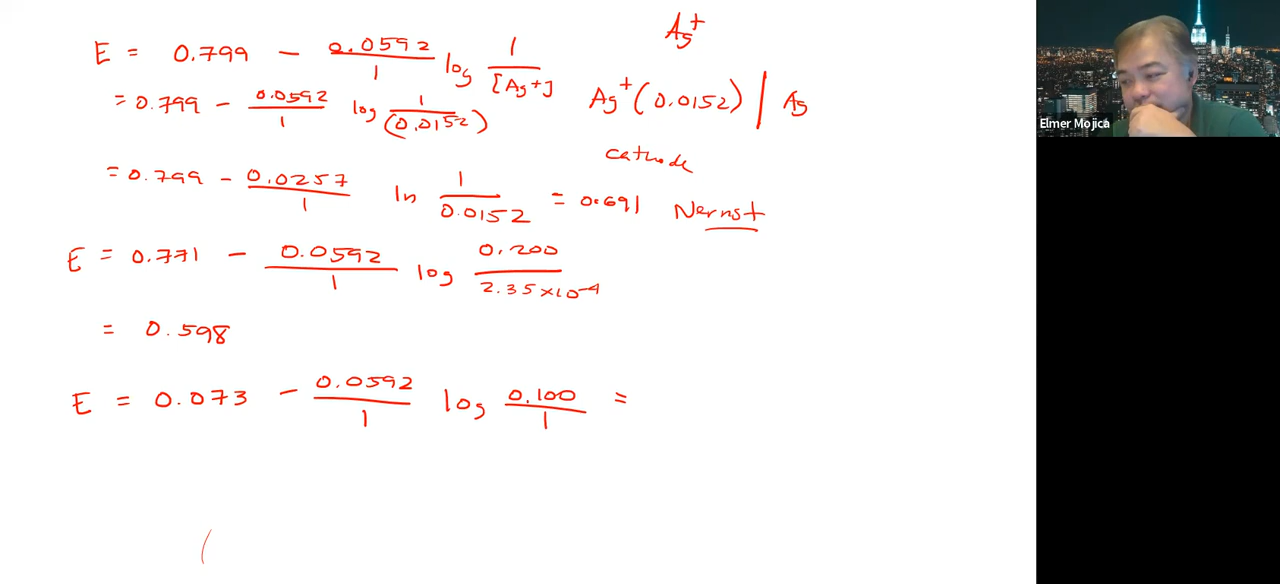 Ag⁺
E = 0.799 - 0.0592/1 log 1/[Ag+]
= 0.799 - 0.0592/1 log 1/(0.0152)
Ag⁺(0.0152) | Ag
cathode
= 0.799 - 0.0257/1 ln 1/0.0152 = 0.691
Nernst
E = 0.771 - 0.0592/1 log 0.200/2.35×10⁻⁴
= 0.598
E = 0.073 - 0.0592/1 log 0.100/1 =
(
Elmer Mojica